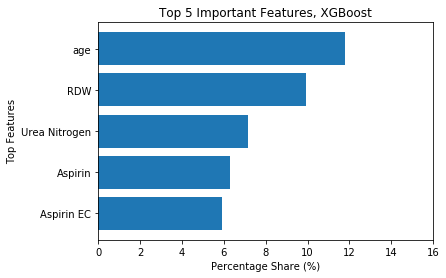 Top 5 Important Features, XGBoost
Top Features
age
RDW
Urea Nitrogen
Aspirin
Aspirin EC
0 2 4 6 8 10 12 14 16
Percentage Share (%)